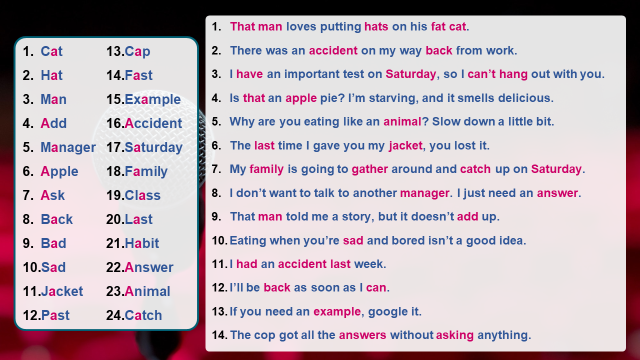 1. Cat
2. Hat
3. Man
4. Add
5. Manager
6. Apple
7. Ask
8. Back
9. Bad
10. Sad
11. Jacket
12. Past
13. Cap
14. Fast
15. Example
16. Accident
17. Saturday
18. Family
19. Class
20. Last
21. Habit
22. Answer
23. Animal
24. Catch
1. That man loves putting hats on his fat cat.
2. There was an accident on my way back from work.
3. I have an important test on Saturday, so I can't hang out with you.
4. Is that an apple pie? I'm starving, and it smells delicious.
5. Why are you eating like an animal? Slow down a little bit.
6. The last time I gave you my jacket, you lost it.
7. My family is going to gather around and catch up on Saturday.
8. I don't want to talk to another manager. I just need an answer.
9. That man told me a story, but it doesn't add up.
10. Eating when you're sad and bored isn't a good idea.
11. I had an accident last week.
12. I'll be back as soon as I can.
13. If you need an example, google it.
14. The cop got all the answers without asking anything.